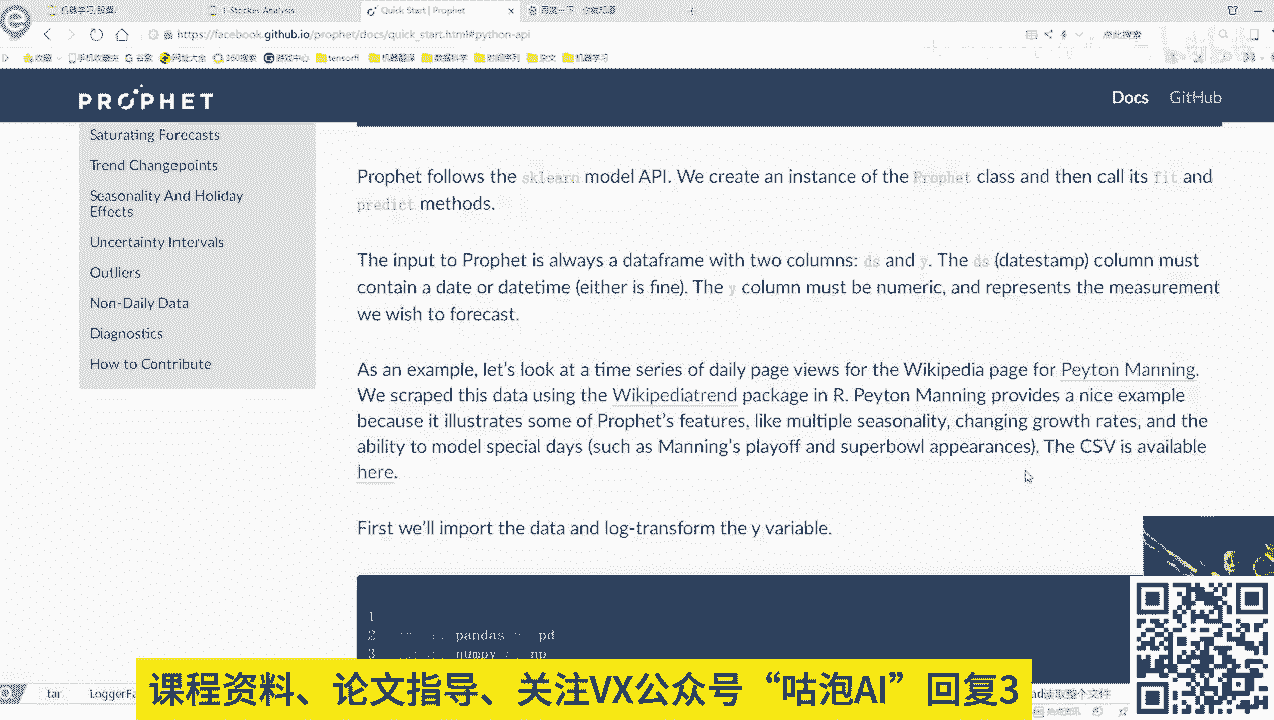 Quick Start | Prophet
https://facebook.github.io/prophet/docs/quick_start.html#python-api
PROPHET
Docs
GitHub
Saturating Forecasts
Trend Changepoints
Seasonality And Holiday
Effects
Uncertainty Intervals
Outliers
Non-Daily Data
Diagnostics
How to Contribute
Prophet follows the sklearn model API. We create an instance of the Prophet class and then call its fit and
predict methods.
The input to Prophet is always a dataframe with two columns: ds and y. The ds (datestamp) column must
contain a date or datetime (either is fine). The y column must be numeric, and represents the measurement
we wish to forecast.
As an example, let's look at a time series of daily page views for the Wikipedia page for Peyton Manning.
We scraped this data using the Wikipediatrend package in R. Peyton Manning provides a nice example
because it illustrates some of Prophet's features, like multiple seasonality, changing growth rates, and the
ability to model special days (such as Manning's playoff and superbowl appearances). The CSV is available
here.
First we'll import the data and log-transform the y variable.
1
2 pandas pd
3 numpy np
课程资料、论文指导、关注VX公众号“咕泡AI”回复3